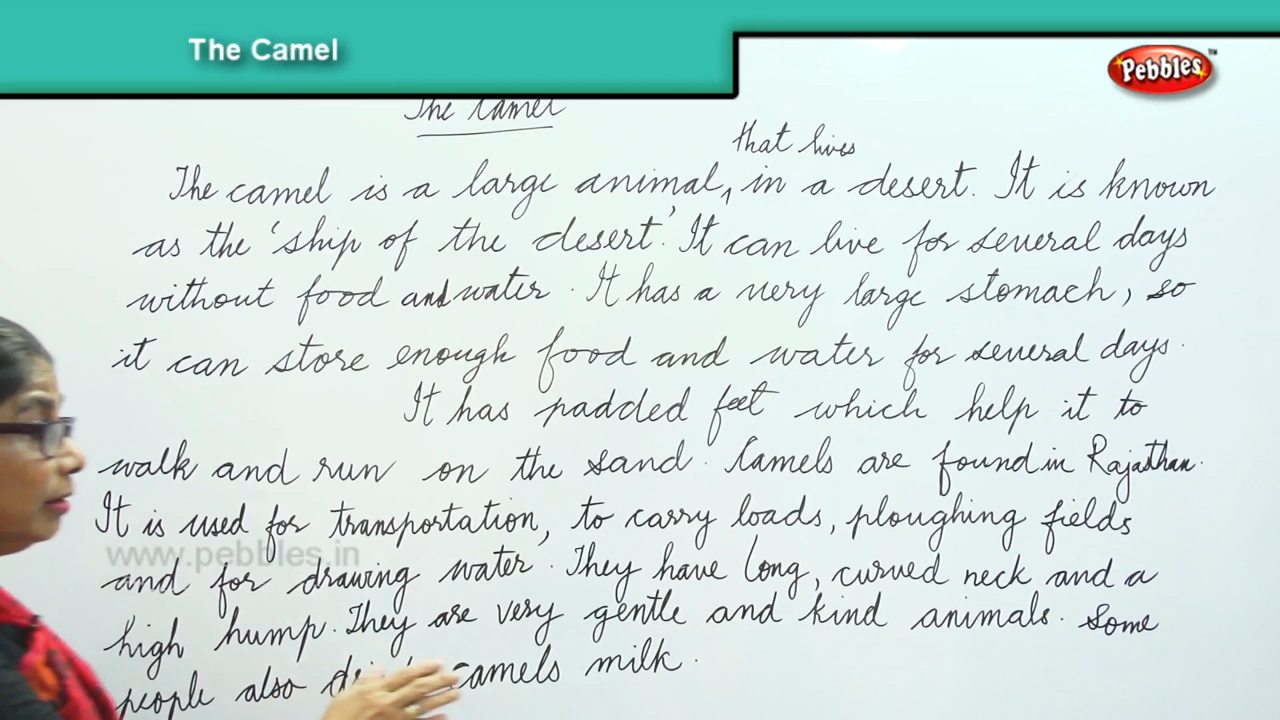 The Camel
Pebbles™
The Camel
that lives
The camel is a large animal, in a desert. It is known
as the 'ship of the desert.' It can live for several days
without food and water. It has a very large stomach, so
it can store enough food and water for several days.
It has padded feet which help it to
walk and run on the sand. Camels are found in Rajasthan.
It is used for transportation, to carry loads, ploughing fields
www.pebbles.in
and for drawing water. They have long, curved neck and a
high hump. They are very gentle and kind animals. Some
people also camels milk.